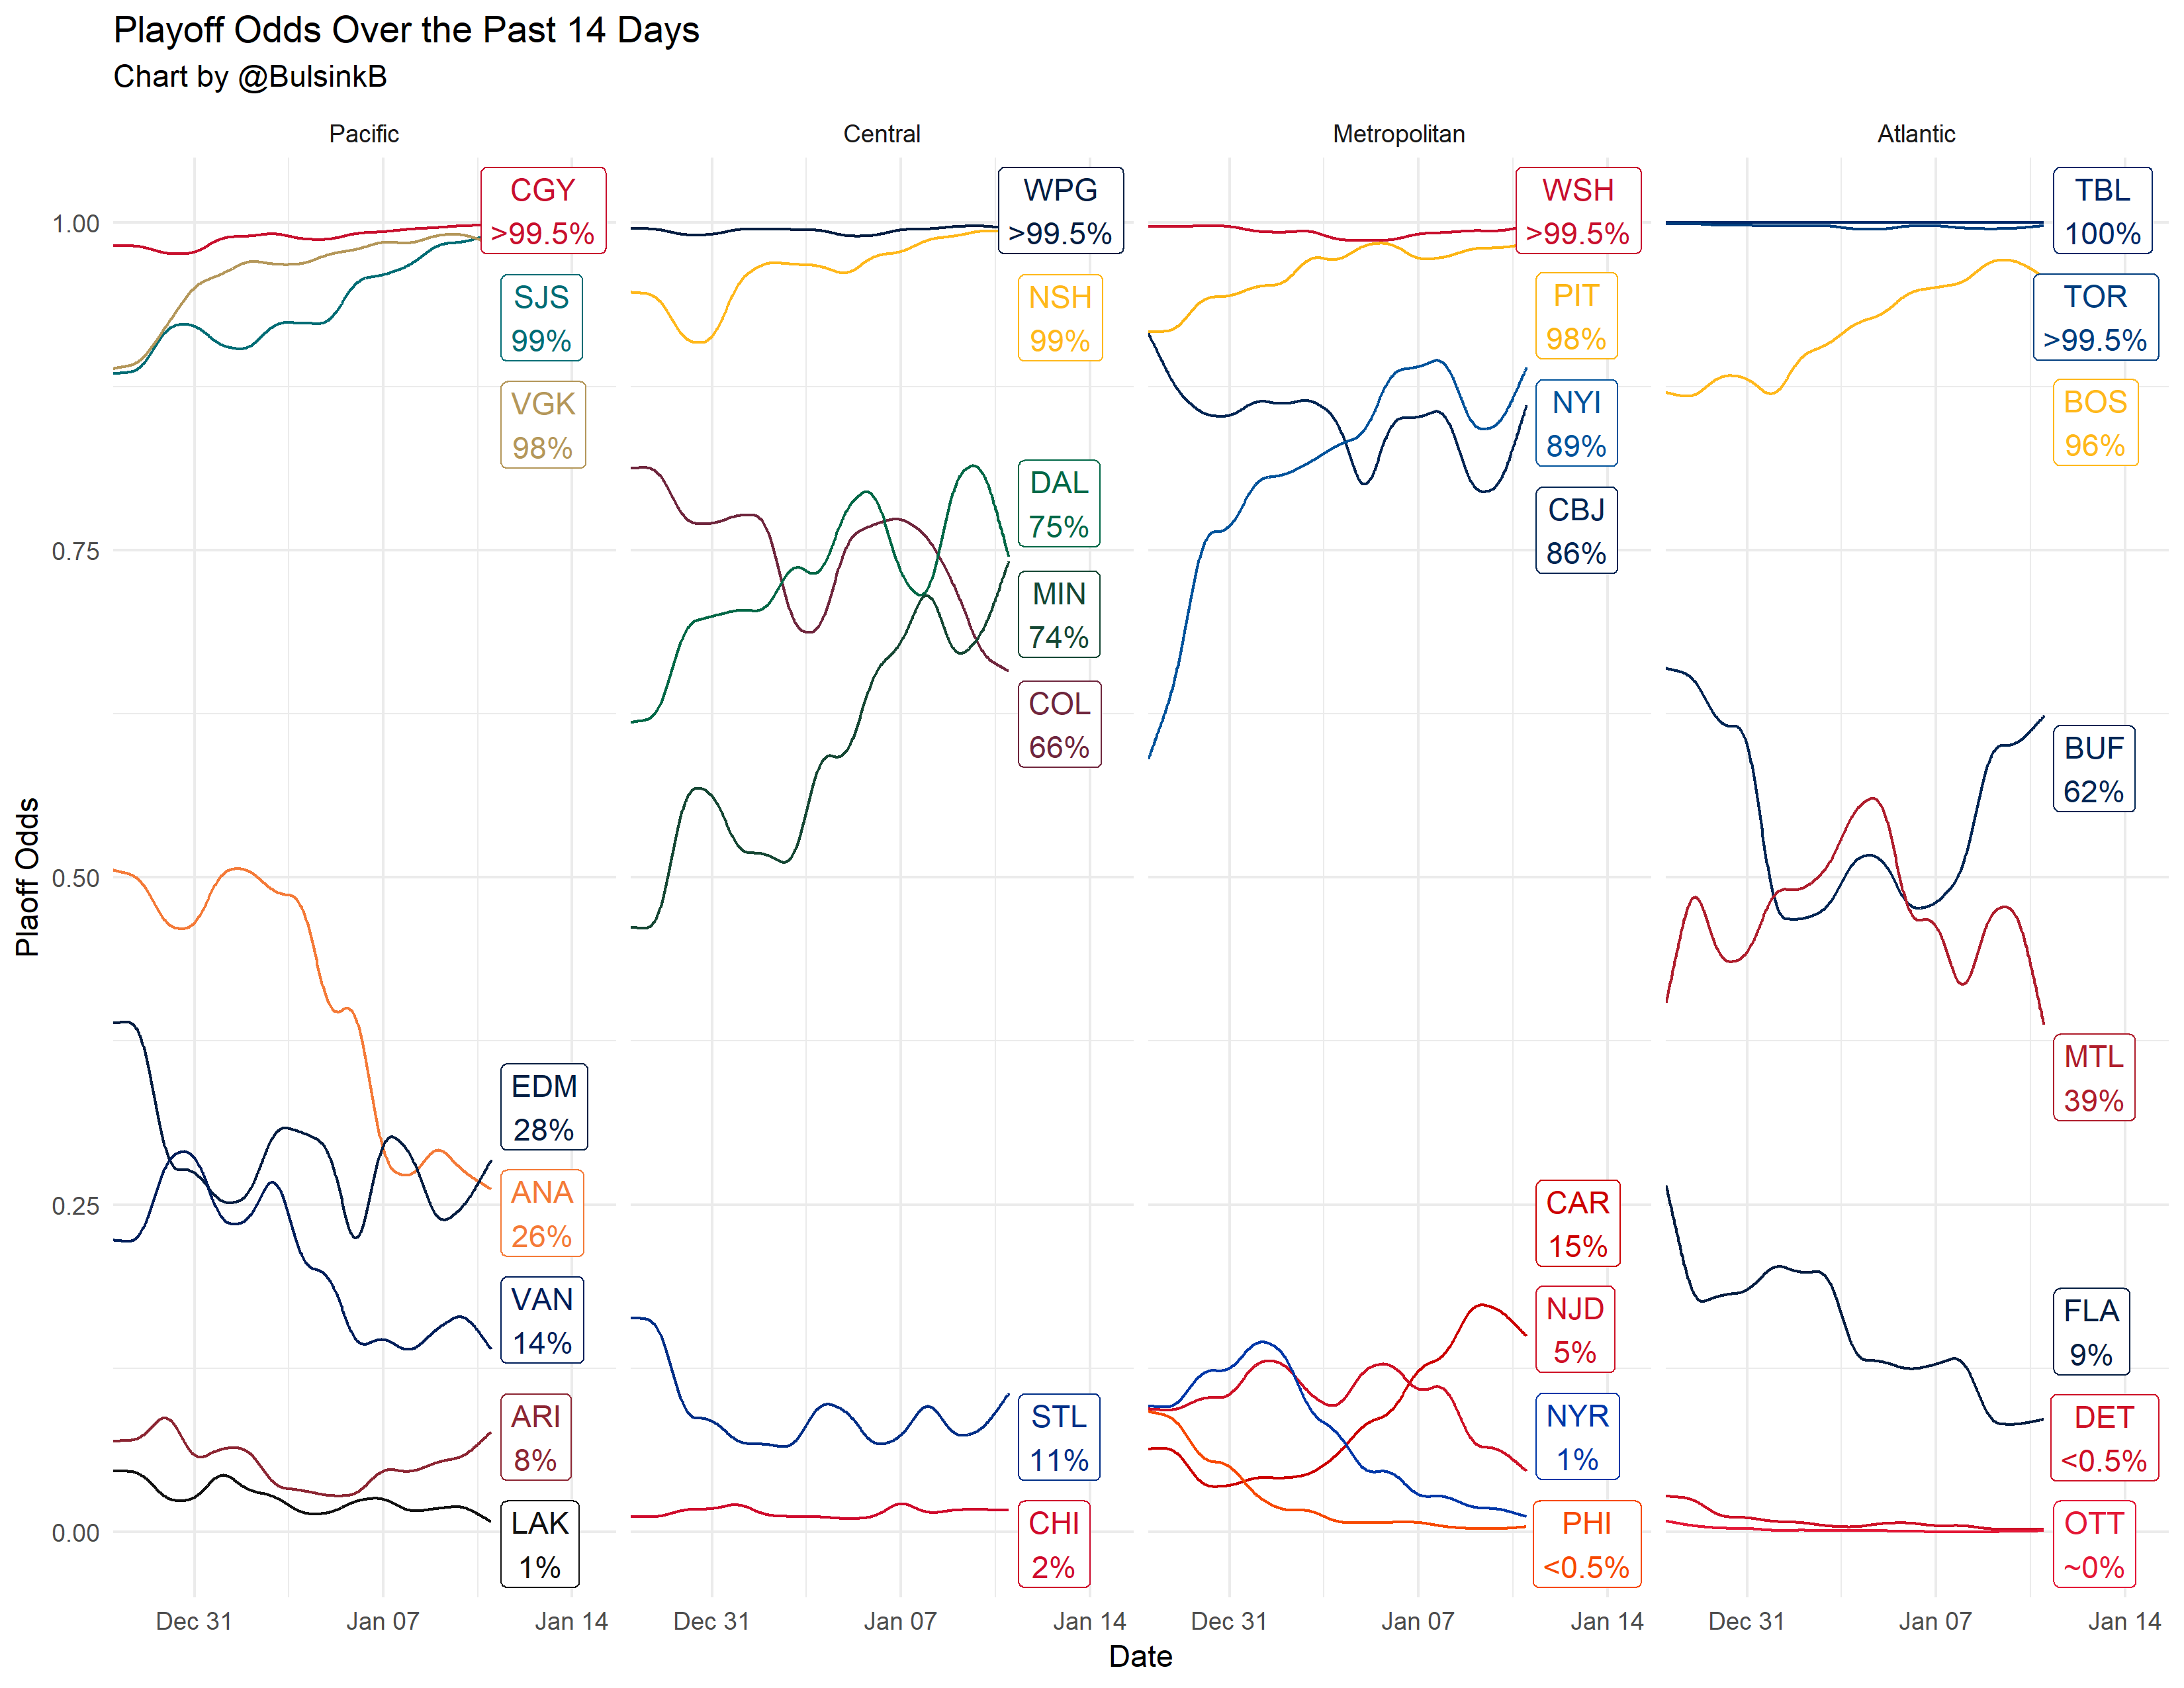 Playoff Odds Over the Past 14 Days
Chart by @BulsinkB
Pacific
Central
Metropolitan
Atlantic
Plaoff Odds
1.00
0.75
0.50
0.25
0.00
CGY
>99.5%
SJS
99%
VGK
98%
EDM
28%
ANA
26%
VAN
14%
ARI
8%
LAK
1%
WPG
>99.5%
NSH
99%
DAL
75%
MIN
74%
COL
66%
STL
11%
CHI
2%
WSH
>99.5%
PIT
98%
NYI
89%
CBJ
86%
CAR
15%
NJD
5%
NYR
1%
PHI
<0.5%
TBL
100%
TOR
>99.5%
BOS
96%
BUF
62%
MTL
39%
FLA
9%
DET
<0.5%
OTT
~0%
Dec 31 Jan 07 Jan 14
Dec 31 Jan 07 Jan 14
Dec 31 Jan 07 Jan 14
Dec 31 Jan 07 Jan 14
Date